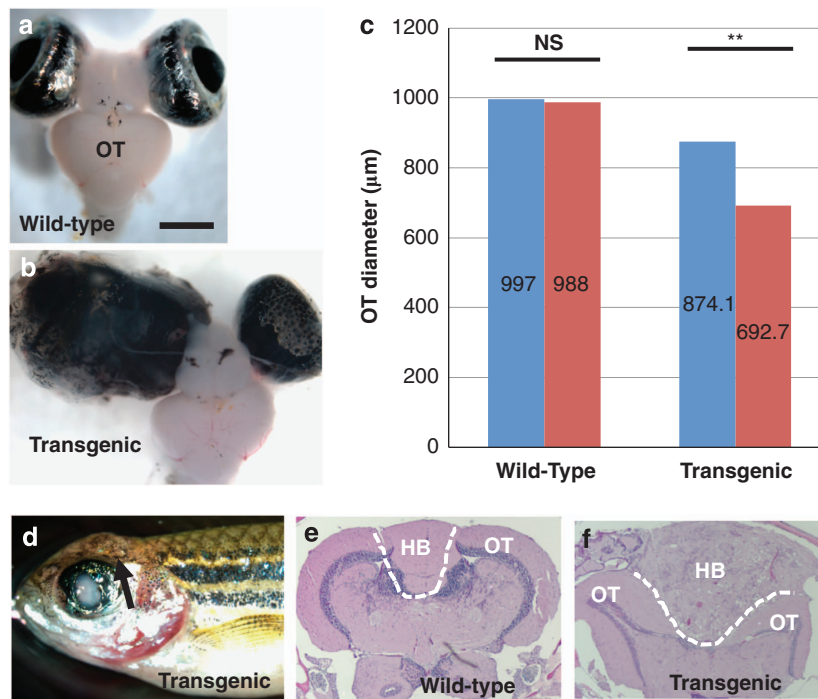 a
OT
Wild-type
b
Transgenic
c
OT diameter (μm)
1200
1000
800
600
400
200
0
NS
**
997
988
874.1
692.7
Wild-Type
Transgenic
d
Transgenic
e
HB
OT
Wild-type
f
HB
OT
OT
Transgenic